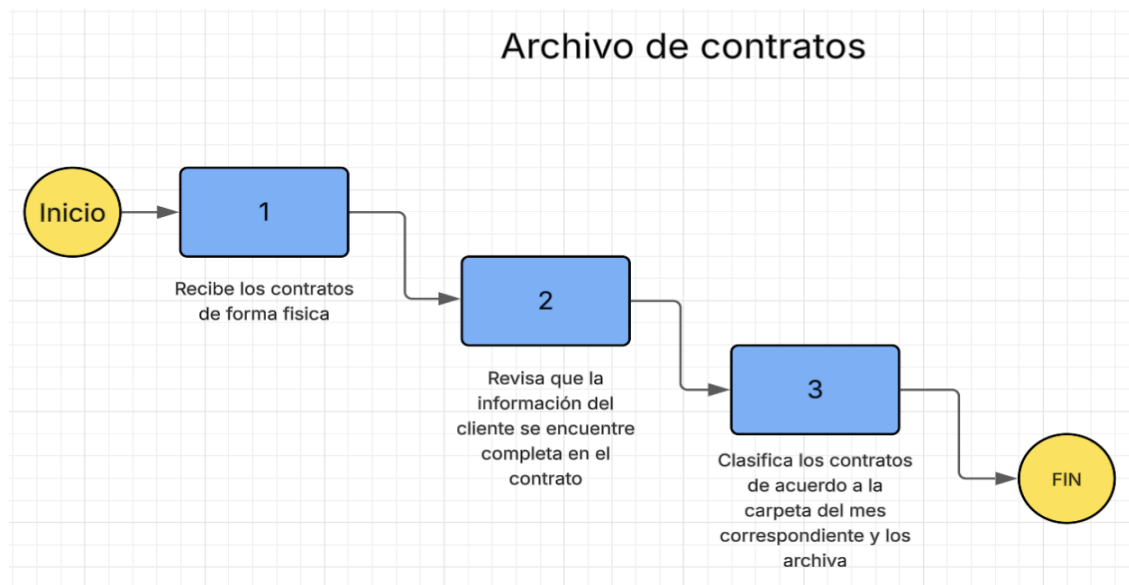 Archivo de contratos
Inicio
1
Recibe los contratos
de forma fisica
2
Revisa que la
información del
cliente se encuentre
completa en el
contrato
3
Clasifica los contratos
de acuerdo a la
carpeta del mes
correspondiente y los
archiva
FIN